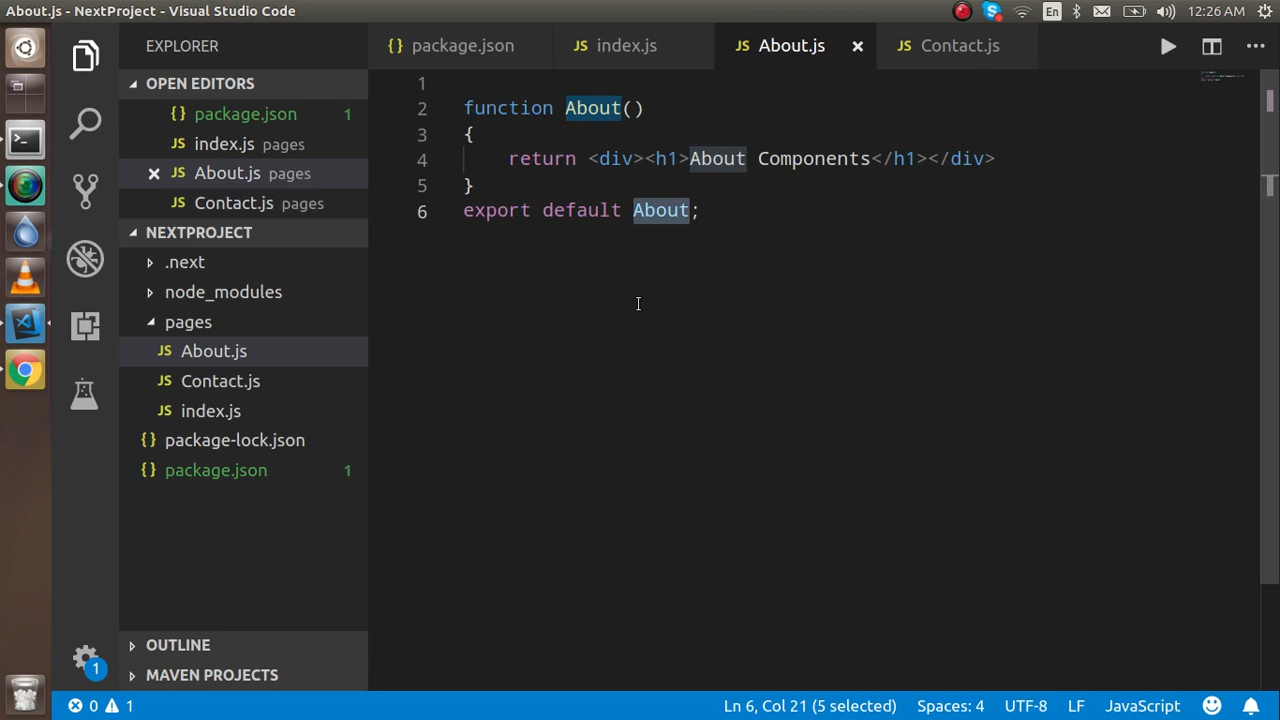 About.js - NextProject - Visual Studio Code
En
12:26 AM
EXPLORER
package.json
JS index.js
JS About.js
JS Contact.js
OPEN EDITORS
{} package.json 1
JS index.js pages
JS About.js pages
JS Contact.js pages
NEXTPROJECT
.next
node_modules
pages
JS About.js
JS Contact.js
JS index.js
{} package-lock.json
{} package.json 1
OUTLINE
MAVEN PROJECTS
1
2 function About()
3 {
4 return <div><h1>About Components</h1></div>
5 }
6 export default About;
1
0 1
Ln 6, Col 21 (5 selected)
Spaces: 4
UTF-8
LF
JavaScript